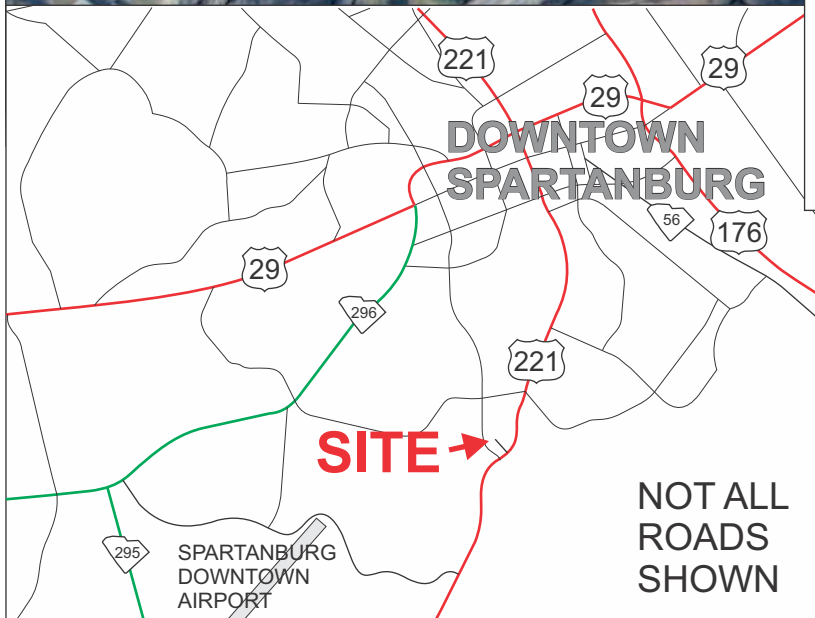 221
29
29
DOWNTOWN
SPARTANBURG
56
176
29
296
221
SITE
NOT ALL
ROADS
SHOWN
295
SPARTANBURG
DOWNTOWN
AIRPORT